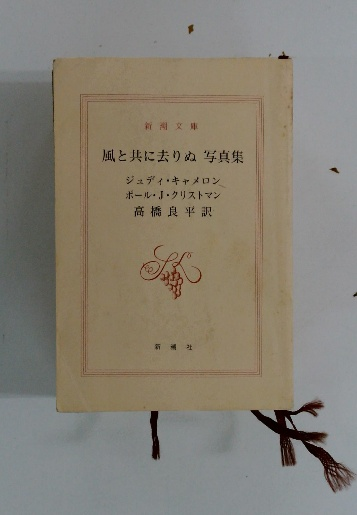 新潮文庫
風と共に去りぬ 写真集
ジュディ・キャメロン
ポール・J・クリストマン
高橋良平訳
新潮社